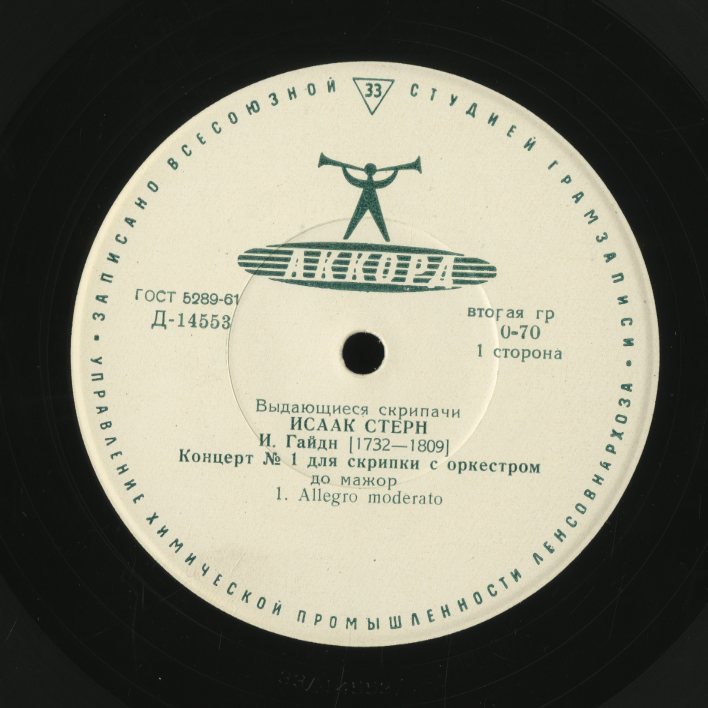 ЗАПИСАНО ВСЕСОЮЗНОЙ 33 СТУДИЕЙ ГРАМЗАПИСИ
АККОРД
ГОСТ 5289-61
Д-14553
вторая гр
0-70
1 сторона
Выдающиеся скрипачи
ИСААК СТЕРН
И. Гайдн [1732—1809]
Концерт № 1 для скрипки с оркестром
до мажор
1. Allegro moderato
УПРАВЛЕНИЕ ХИМИЧЕСКОЙ ПРОМЫШЛЕННОСТИ ЛЕНСОВНАРХОЗА